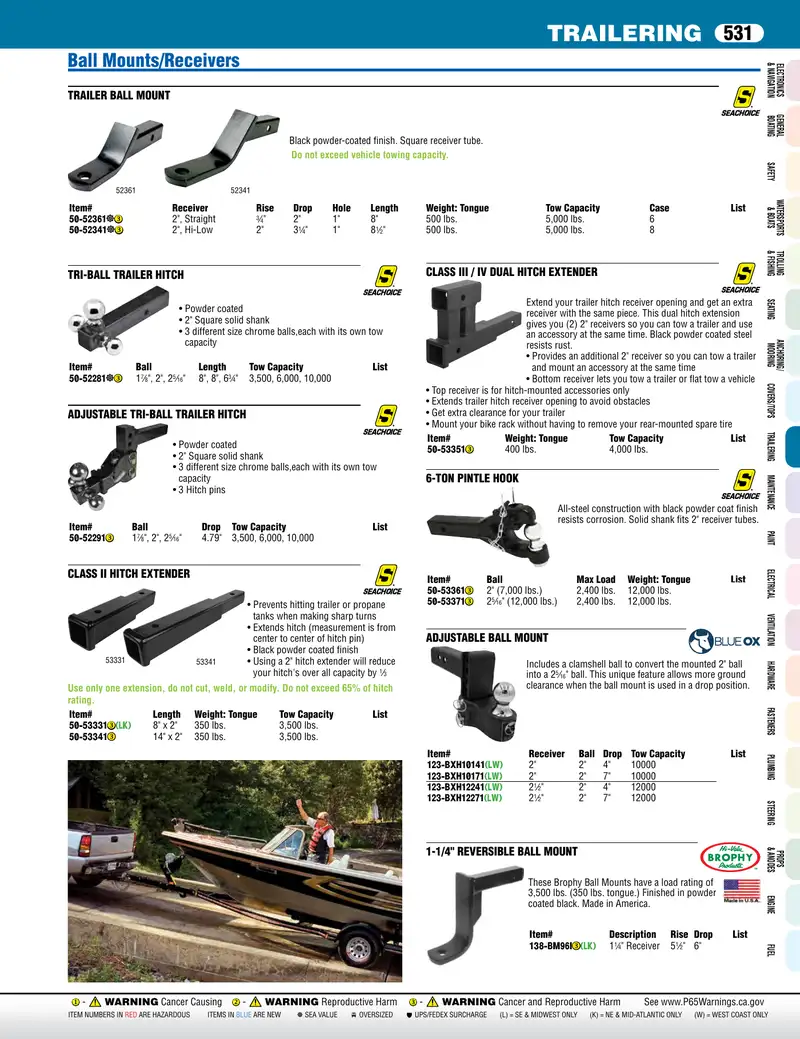 TRAILERING 531
Ball Mounts/Receivers
TRAILER BALL MOUNT
SEACHOICE
Black powder-coated finish. Square receiver tube.
Do not exceed vehicle towing capacity.
52361
52341
Item# Receiver Rise Drop Hole Length Weight: Tongue Tow Capacity Case List
50-52361 3 2", Straight ¾" 2" 1" 8" 500 lbs. 5,000 lbs. 6
50-52341 3 2", Hi-Low 2" 3¼" 1" 8½" 500 lbs. 5,000 lbs. 8
TRI-BALL TRAILER HITCH
SEACHOICE
• Powder coated
• 2" Square solid shank
• 3 different size chrome balls,each with its own tow
capacity
Item# Ball Length Tow Capacity List
50-52281 3 1⅞", 2", 2⁵⁄₁₆" 8", 8", 6¾" 3,500, 6,000, 10,000
ADJUSTABLE TRI-BALL TRAILER HITCH
SEACHOICE
• Powder coated
• 2" Square solid shank
• 3 different size chrome balls,each with its own tow
capacity
• 3 Hitch pins
Item# Ball Drop Tow Capacity List
50-52291 3 1⅞", 2", 2⁵⁄₁₆" 4.79" 3,500, 6,000, 10,000
CLASS II HITCH EXTENDER
SEACHOICE
• Prevents hitting trailer or propane
tanks when making sharp turns
• Extends hitch (measurement is from
center to center of hitch pin)
• Black powder coated finish
• Using a 2" hitch extender will reduce
your hitch's over all capacity by ⅓
53331
53341
Use only one extension, do not cut, weld, or modify. Do not exceed 65% of hitch
rating.
Item# Length Weight: Tongue Tow Capacity List
50-53331 3 (LK) 8" x 2" 350 lbs. 3,500 lbs.
50-53341 3 14" x 2" 350 lbs. 3,500 lbs.
CLASS III / IV DUAL HITCH EXTENDER
SEACHOICE
Extend your trailer hitch receiver opening and get an extra
receiver with the same piece. This dual hitch extension
gives you (2) 2" receivers so you can tow a trailer and use
an accessory at the same time. Black powder coated steel
resists rust.
• Provides an additional 2" receiver so you can tow a trailer
and mount an accessory at the same time
• Bottom receiver lets you tow a trailer or flat tow a vehicle
• Top receiver is for hitch-mounted accessories only
• Extends trailer hitch receiver opening to avoid obstacles
• Get extra clearance for your trailer
• Mount your bike rack without having to remove your rear-mounted spare tire
Item# Weight: Tongue Tow Capacity List
50-53351 3 400 lbs. 4,000 lbs.
6-TON PINTLE HOOK
SEACHOICE
All-steel construction with black powder coat finish
resists corrosion. Solid shank fits 2" receiver tubes.
Item# Ball Max Load Weight: Tongue List
50-53361 3 2" (7,000 lbs.) 2,400 lbs. 12,000 lbs.
50-53371 3 2⁵⁄₁₆" (12,000 lbs.) 2,400 lbs. 12,000 lbs.
ADJUSTABLE BALL MOUNT
BLUE OX
Includes a clamshell ball to convert the mounted 2" ball
into a 2⁵⁄₁₆" ball. This unique feature allows more ground
clearance when the ball mount is used in a drop position.
Item# Receiver Ball Drop Tow Capacity List
123-BXH10141(LW) 2" 2" 4" 10000
123-BXH10171(LW) 2" 2" 7" 10000
123-BXH12241(LW) 2½" 2" 4" 12000
123-BXH12271(LW) 2½" 2" 7" 12000
1-1/4" REVERSIBLE BALL MOUNT
Hi-Valu
BROPHY
Products
These Brophy Ball Mounts have a load rating of
3,500 lbs. (350 lbs. tongue.) Finished in powder
coated black. Made in America.
Made in U.S.A.
Item# Description Rise Drop List
138-BM96I 3 (LK) 1¼" Receiver 5½" 6"
ELECTRONICS
& NAVIGATION
GENERAL
BOATING
SAFETY
WATERSPORTS
& BOATS
TROLLING
& FISHING
SEATING
ANCHORING/
MOORING
COVERS/TOPS
TRAILERING
MAINTENANCE
PAINT
ELECTRICAL
VENTILATION
HARDWARE
FASTENERS
PLUMBING
STEERING
PROPS
& ANODES
ENGINE
FUEL
1 - WARNING Cancer Causing 2 - WARNING Reproductive Harm 3 - WARNING Cancer and Reproductive Harm See www.P65Warnings.ca.gov
ITEM NUMBERS IN RED ARE HAZARDOUS ITEMS IN BLUE ARE NEW SEA VALUE OVERSIZED UPS/FEDEX SURCHARGE (L) = SE & MIDWEST ONLY (K) = NE & MID-ATLANTIC ONLY (W) = WEST COAST ONLY